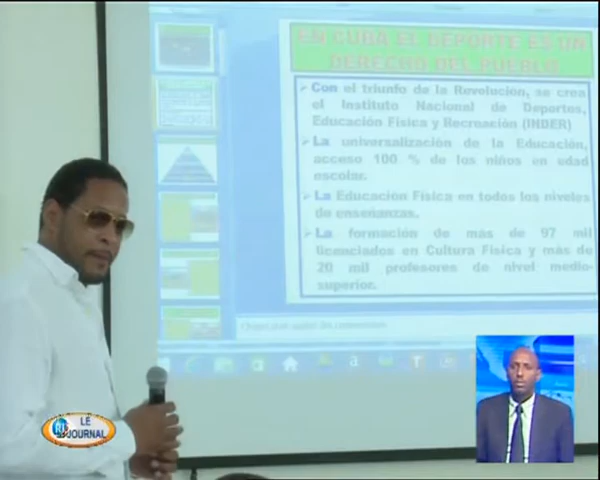 EN CUBA EL DEPORTE ES UN
DERECHO DEL PUEBLO
Con el triunfo de la Revolución, se crea
el Instituto Nacional de Deportes,
Educación Física y Recreación (INDER)
La universalización de la Educación,
acceso 100 % de los niños en edad
escolar.
La Educación Física en todos los niveles
de enseñanzas.
La formación de más de 97 mil
licenciados en Cultura Física y más de
20 mil profesores de nivel medio-
superior.
LE
JOURNAL